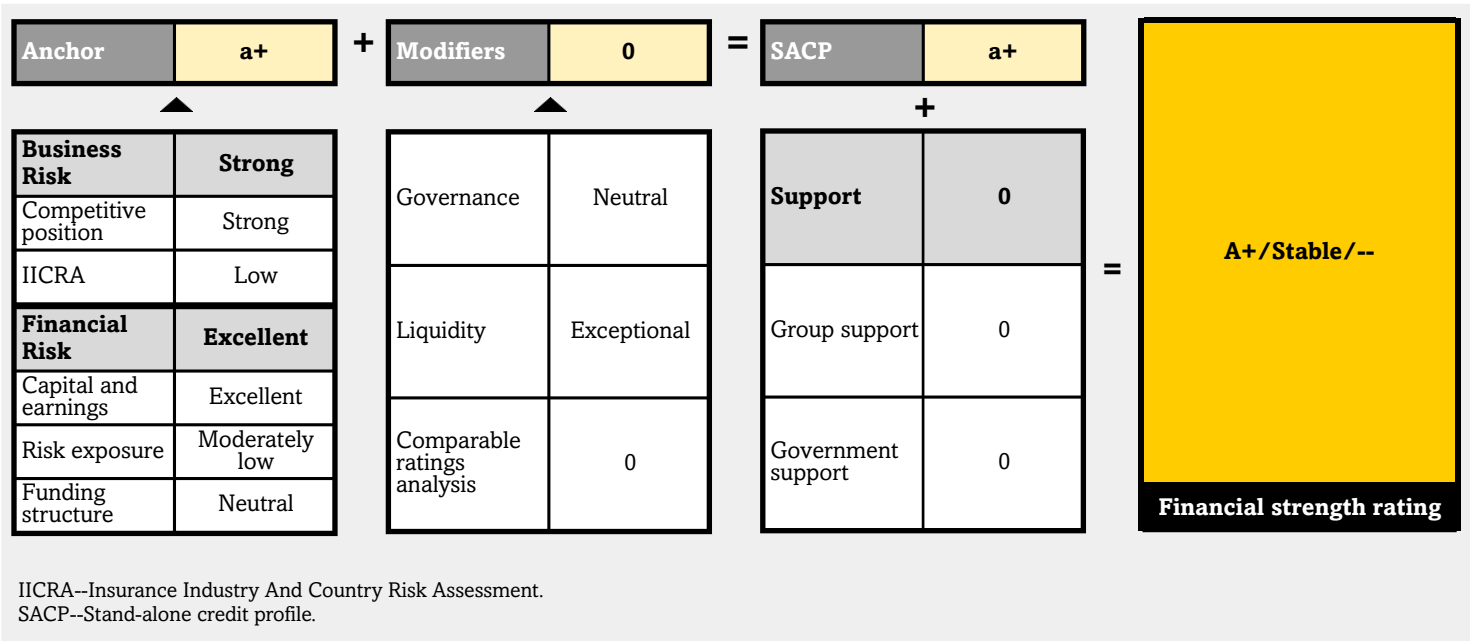 Anchor a+ + Modifiers 0 = SACP a+
+
Business
Risk
Strong
Competitive
position
Strong
IICRA Low
Financial
Risk
Excellent
Capital and
earnings
Excellent
Risk exposure
Moderately
low
Funding
structure
Neutral
Governance Neutral
Liquidity Exceptional
Comparable
ratings
analysis
0
Support 0
Group support 0
Government
support
0
=
A+/Stable/--
Financial strength rating
IICRA--Insurance Industry And Country Risk Assessment.
SACP--Stand-alone credit profile.